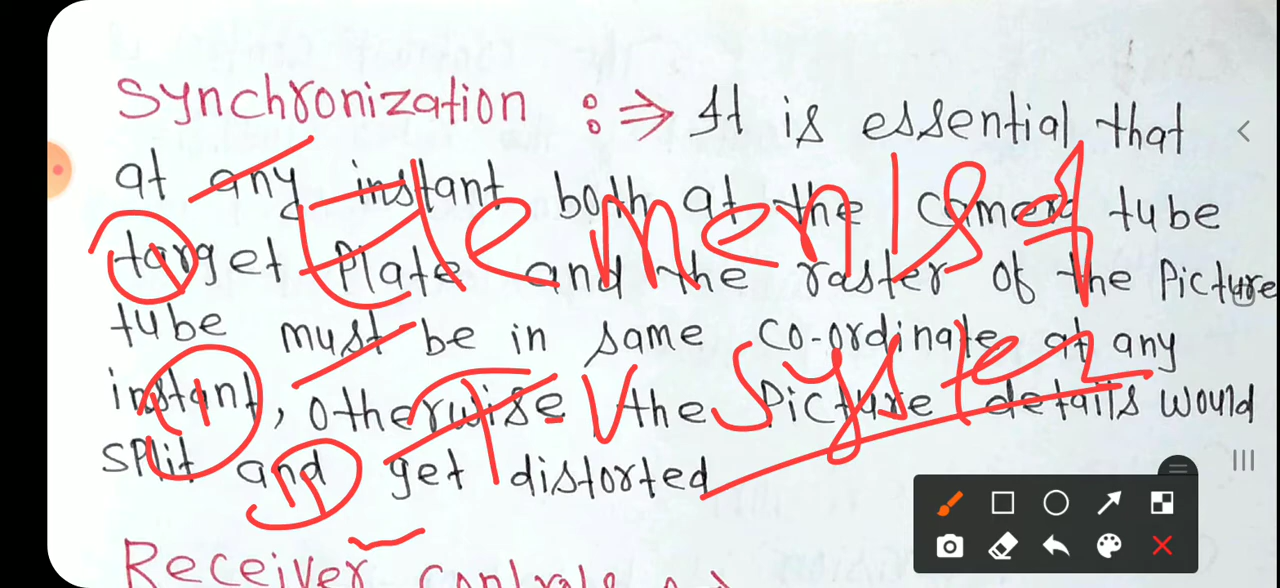 Synchronization : ⇒ It is essential that
at any instant both at the camera tube
target Plate and the raster of the Picture
tube must be in same co-ordinate at any
instant, otherwise the Picture details would
split and get distorted
Elements of
TV system
Receiver Controls